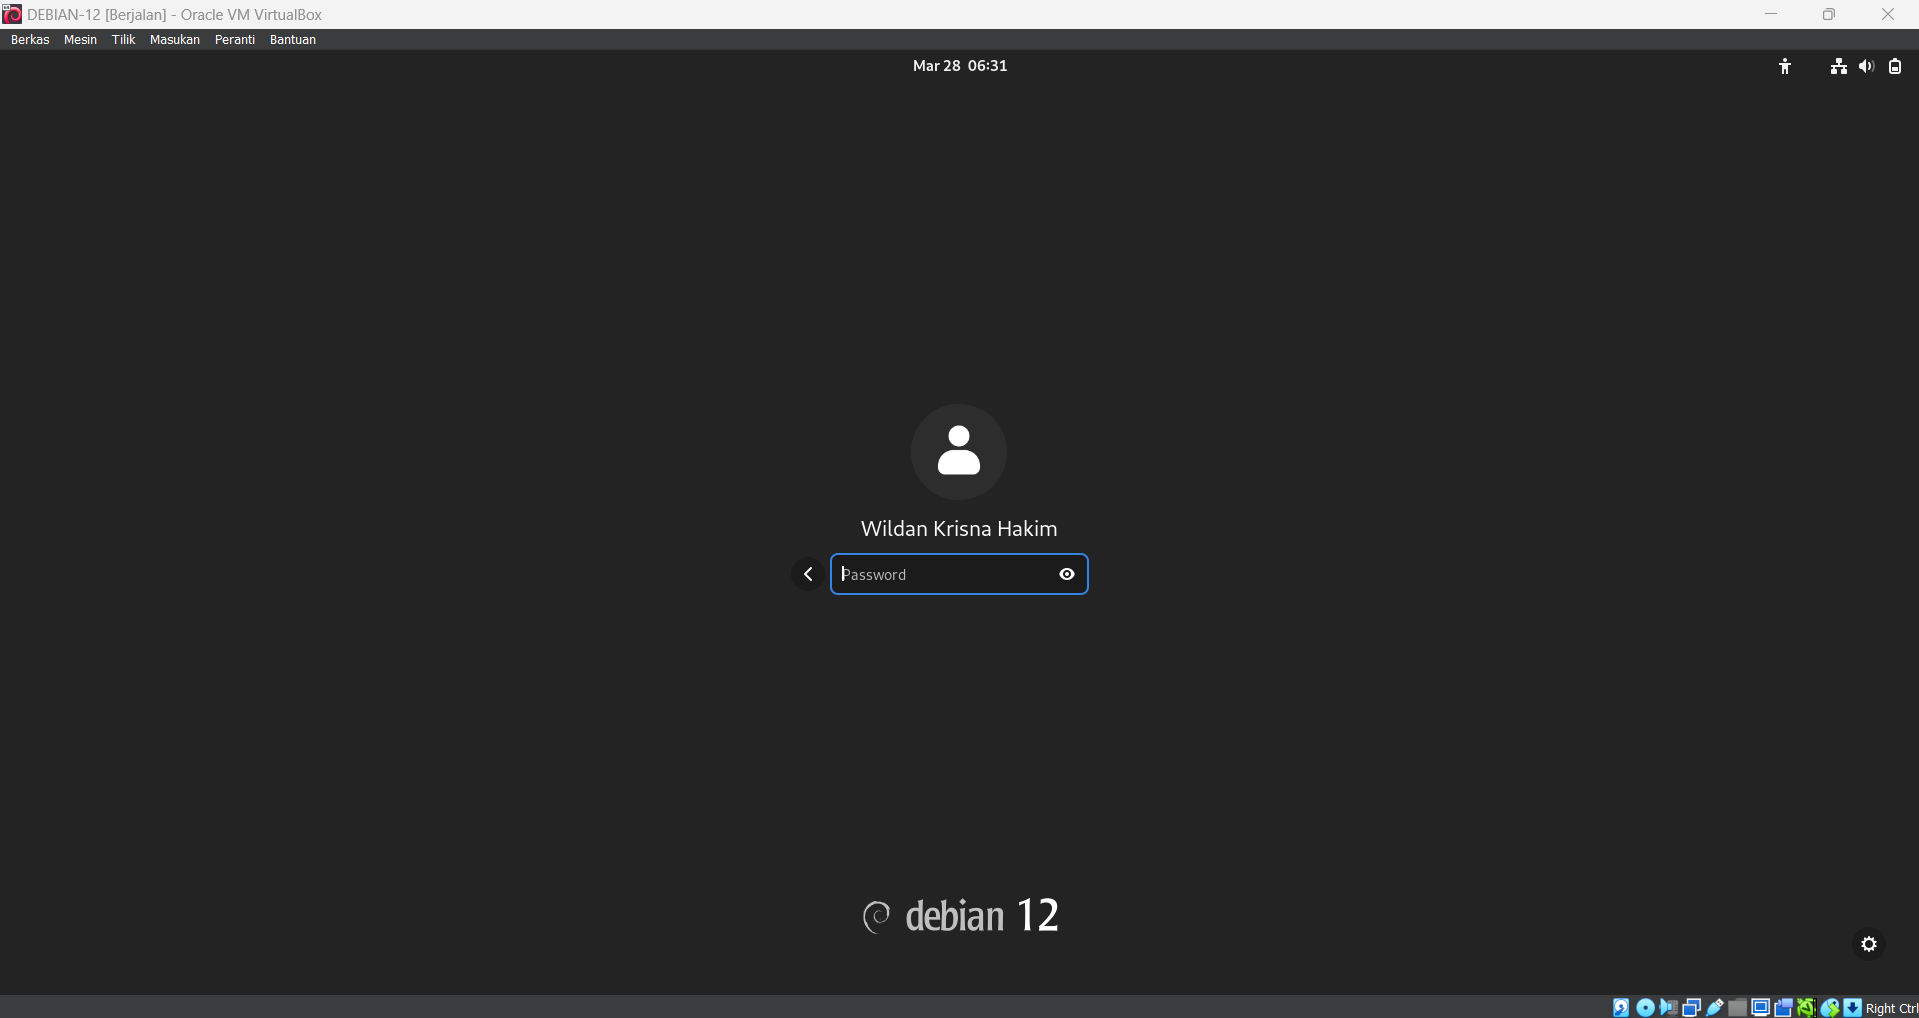 DEBIAN-12 [Berjalan] - Oracle VM VirtualBox
Berkas Mesin Tilik Masukan Peranti Bantuan
Mar 28 06:31
Wildan Krisna Hakim
Password
debian 12
Right Ctrl